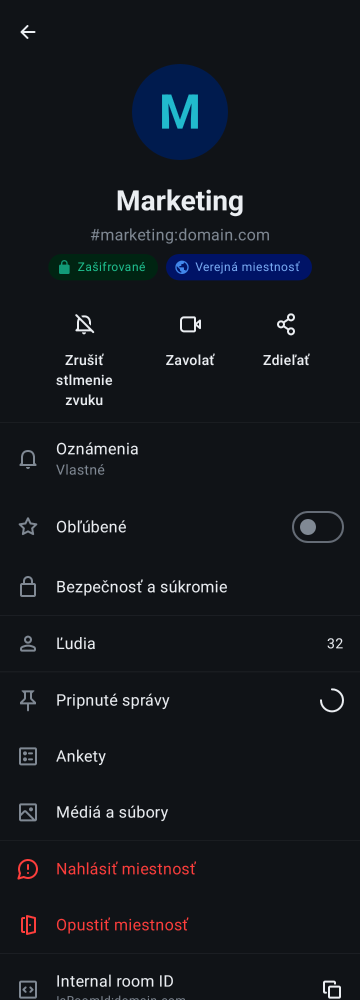 M
Marketing
#marketing:domain.com
Zašifrované
Verejná miestnosť
Zrušiť
stlmenie
zvuku
Zavolať
Zdieľať
Oznámenia
Vlastné
Obľúbené
Bezpečnosť a súkromie
Ľudia
32
Pripnuté správy
Ankety
Médiá a súbory
Nahlásiť miestnosť
Opustiť miestnosť
Internal room ID